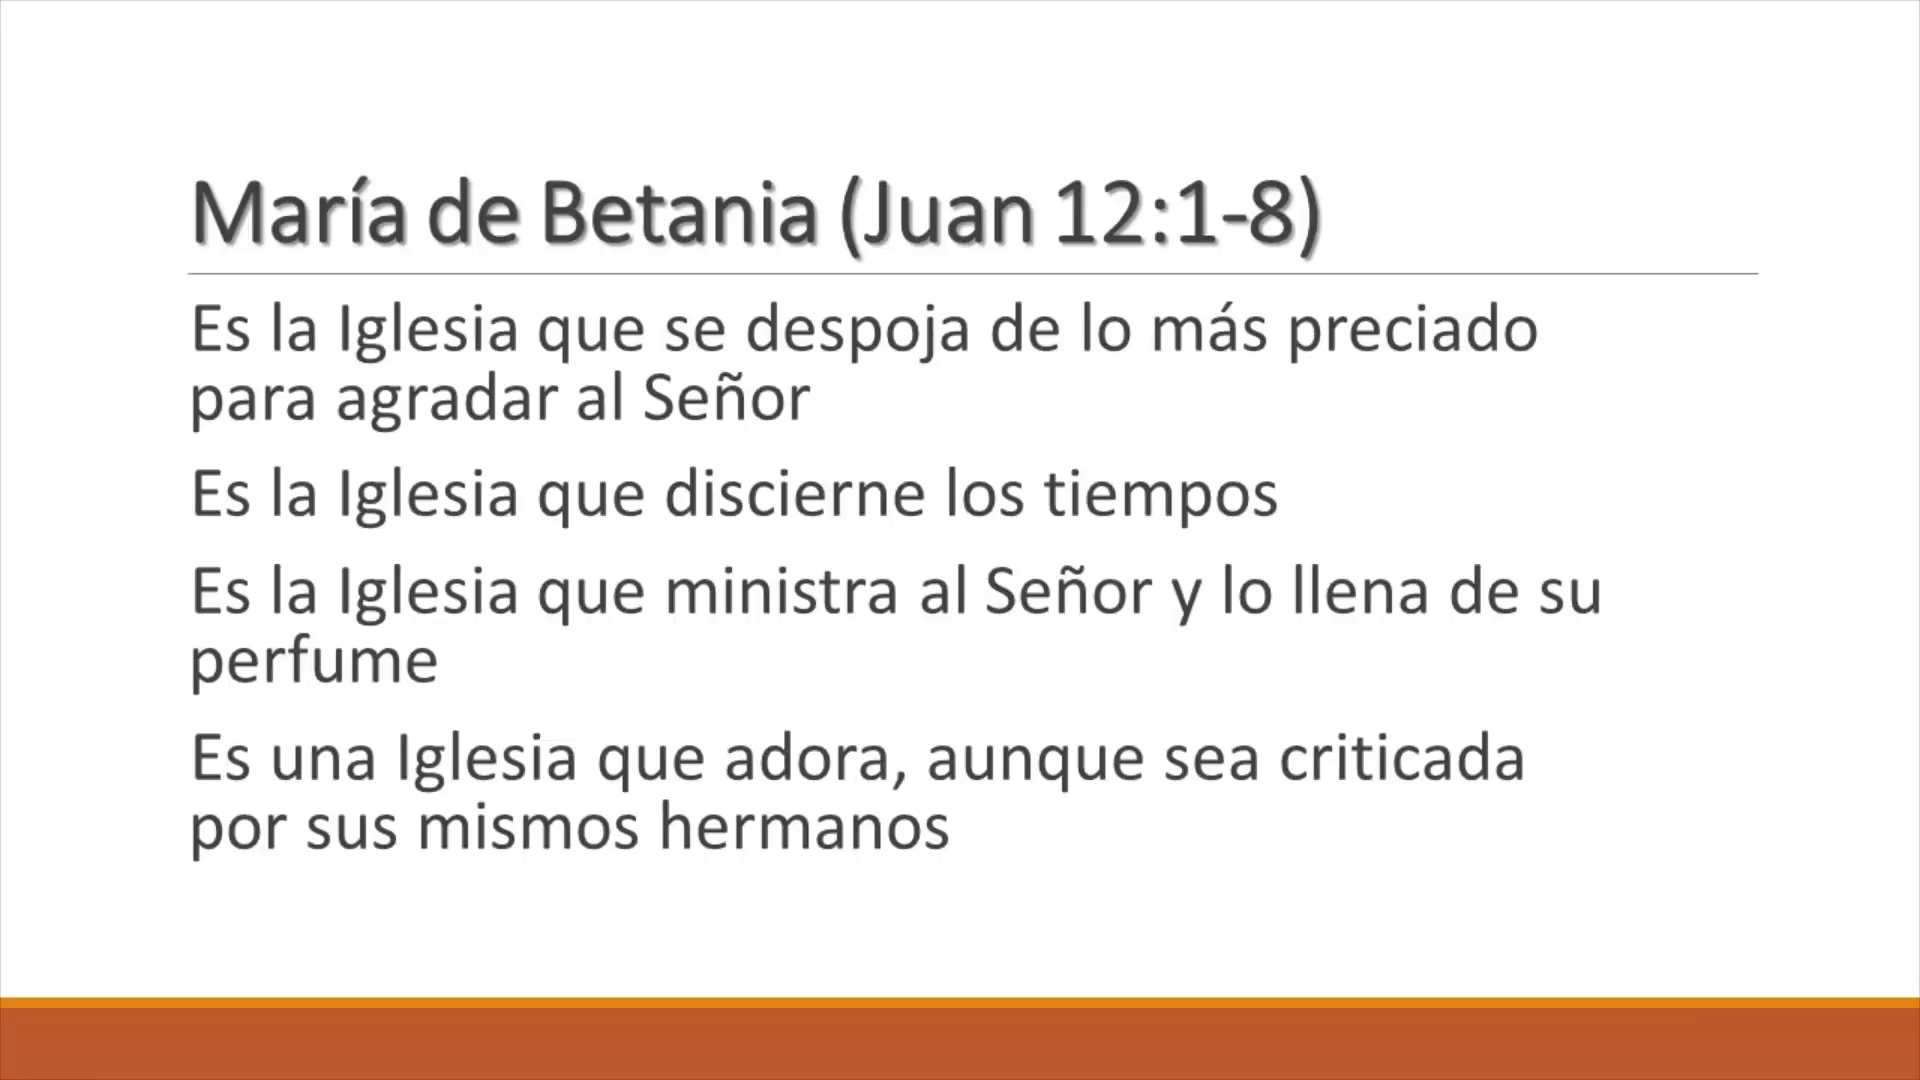 María de Betania (Juan 12:1-8)
Es la Iglesia que se despoja de lo más preciado
para agradar al Señor
Es la Iglesia que discierne los tiempos
Es la Iglesia que ministra al Señor y lo llena de su
perfume
Es una Iglesia que adora, aunque sea criticada
por sus mismos hermanos